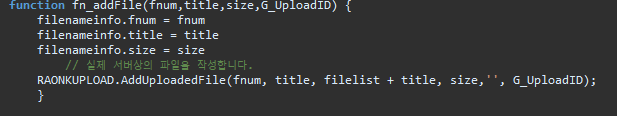 function fn_addFile(fnum,title,size,G_UploadID) {
filenameinfo.fnum = fnum
filenameinfo.title = title
filenameinfo.size = size
// 실제 서버상의 파일을 작성합니다.
RAONKUPLOAD.AddUploadedFile(fnum, title, filelist + title, size,'', G_UploadID);
}